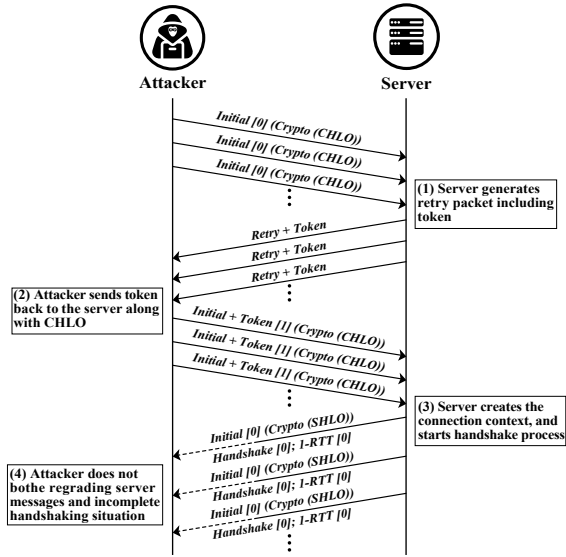 Attacker
Server
Initial [0] (Crypto (CHLO))
Initial [0] (Crypto (CHLO))
Initial [0] (Crypto (CHLO))
(1) Server generates
retry packet including
token
Retry + Token
Retry + Token
Retry + Token
(2) Attacker sends token
back to the server along
with CHLO
Initial + Token [1] (Crypto (CHLO))
Initial + Token [1] (Crypto (CHLO))
Initial + Token [1] (Crypto (CHLO))
(3) Server creates the
connection context, and
starts handshake process
Initial [0] (Crypto (SHLO))
Handshake [0]; 1-RTT [0]
Initial [0] (Crypto (SHLO))
Handshake [0]; 1-RTT [0]
Initial [0] (Crypto (SHLO))
Handshake [0]; 1-RTT [0]
(4) Attacker does not
bothe regrading server
messages and incomplete
handshaking situation